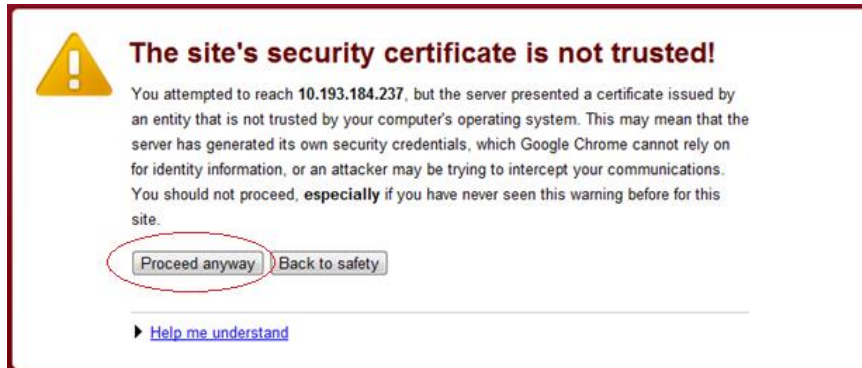 The site's security certificate is not trusted!
You attempted to reach 10.193.184.237, but the server presented a certificate issued by
an entity that is not trusted by your computer's operating system. This may mean that the
server has generated its own security credentials, which Google Chrome cannot rely on
for identity information, or an attacker may be trying to intercept your communications.
You should not proceed, especially if you have never seen this warning before for this
site.
Proceed anyway Back to safety
Help me understand